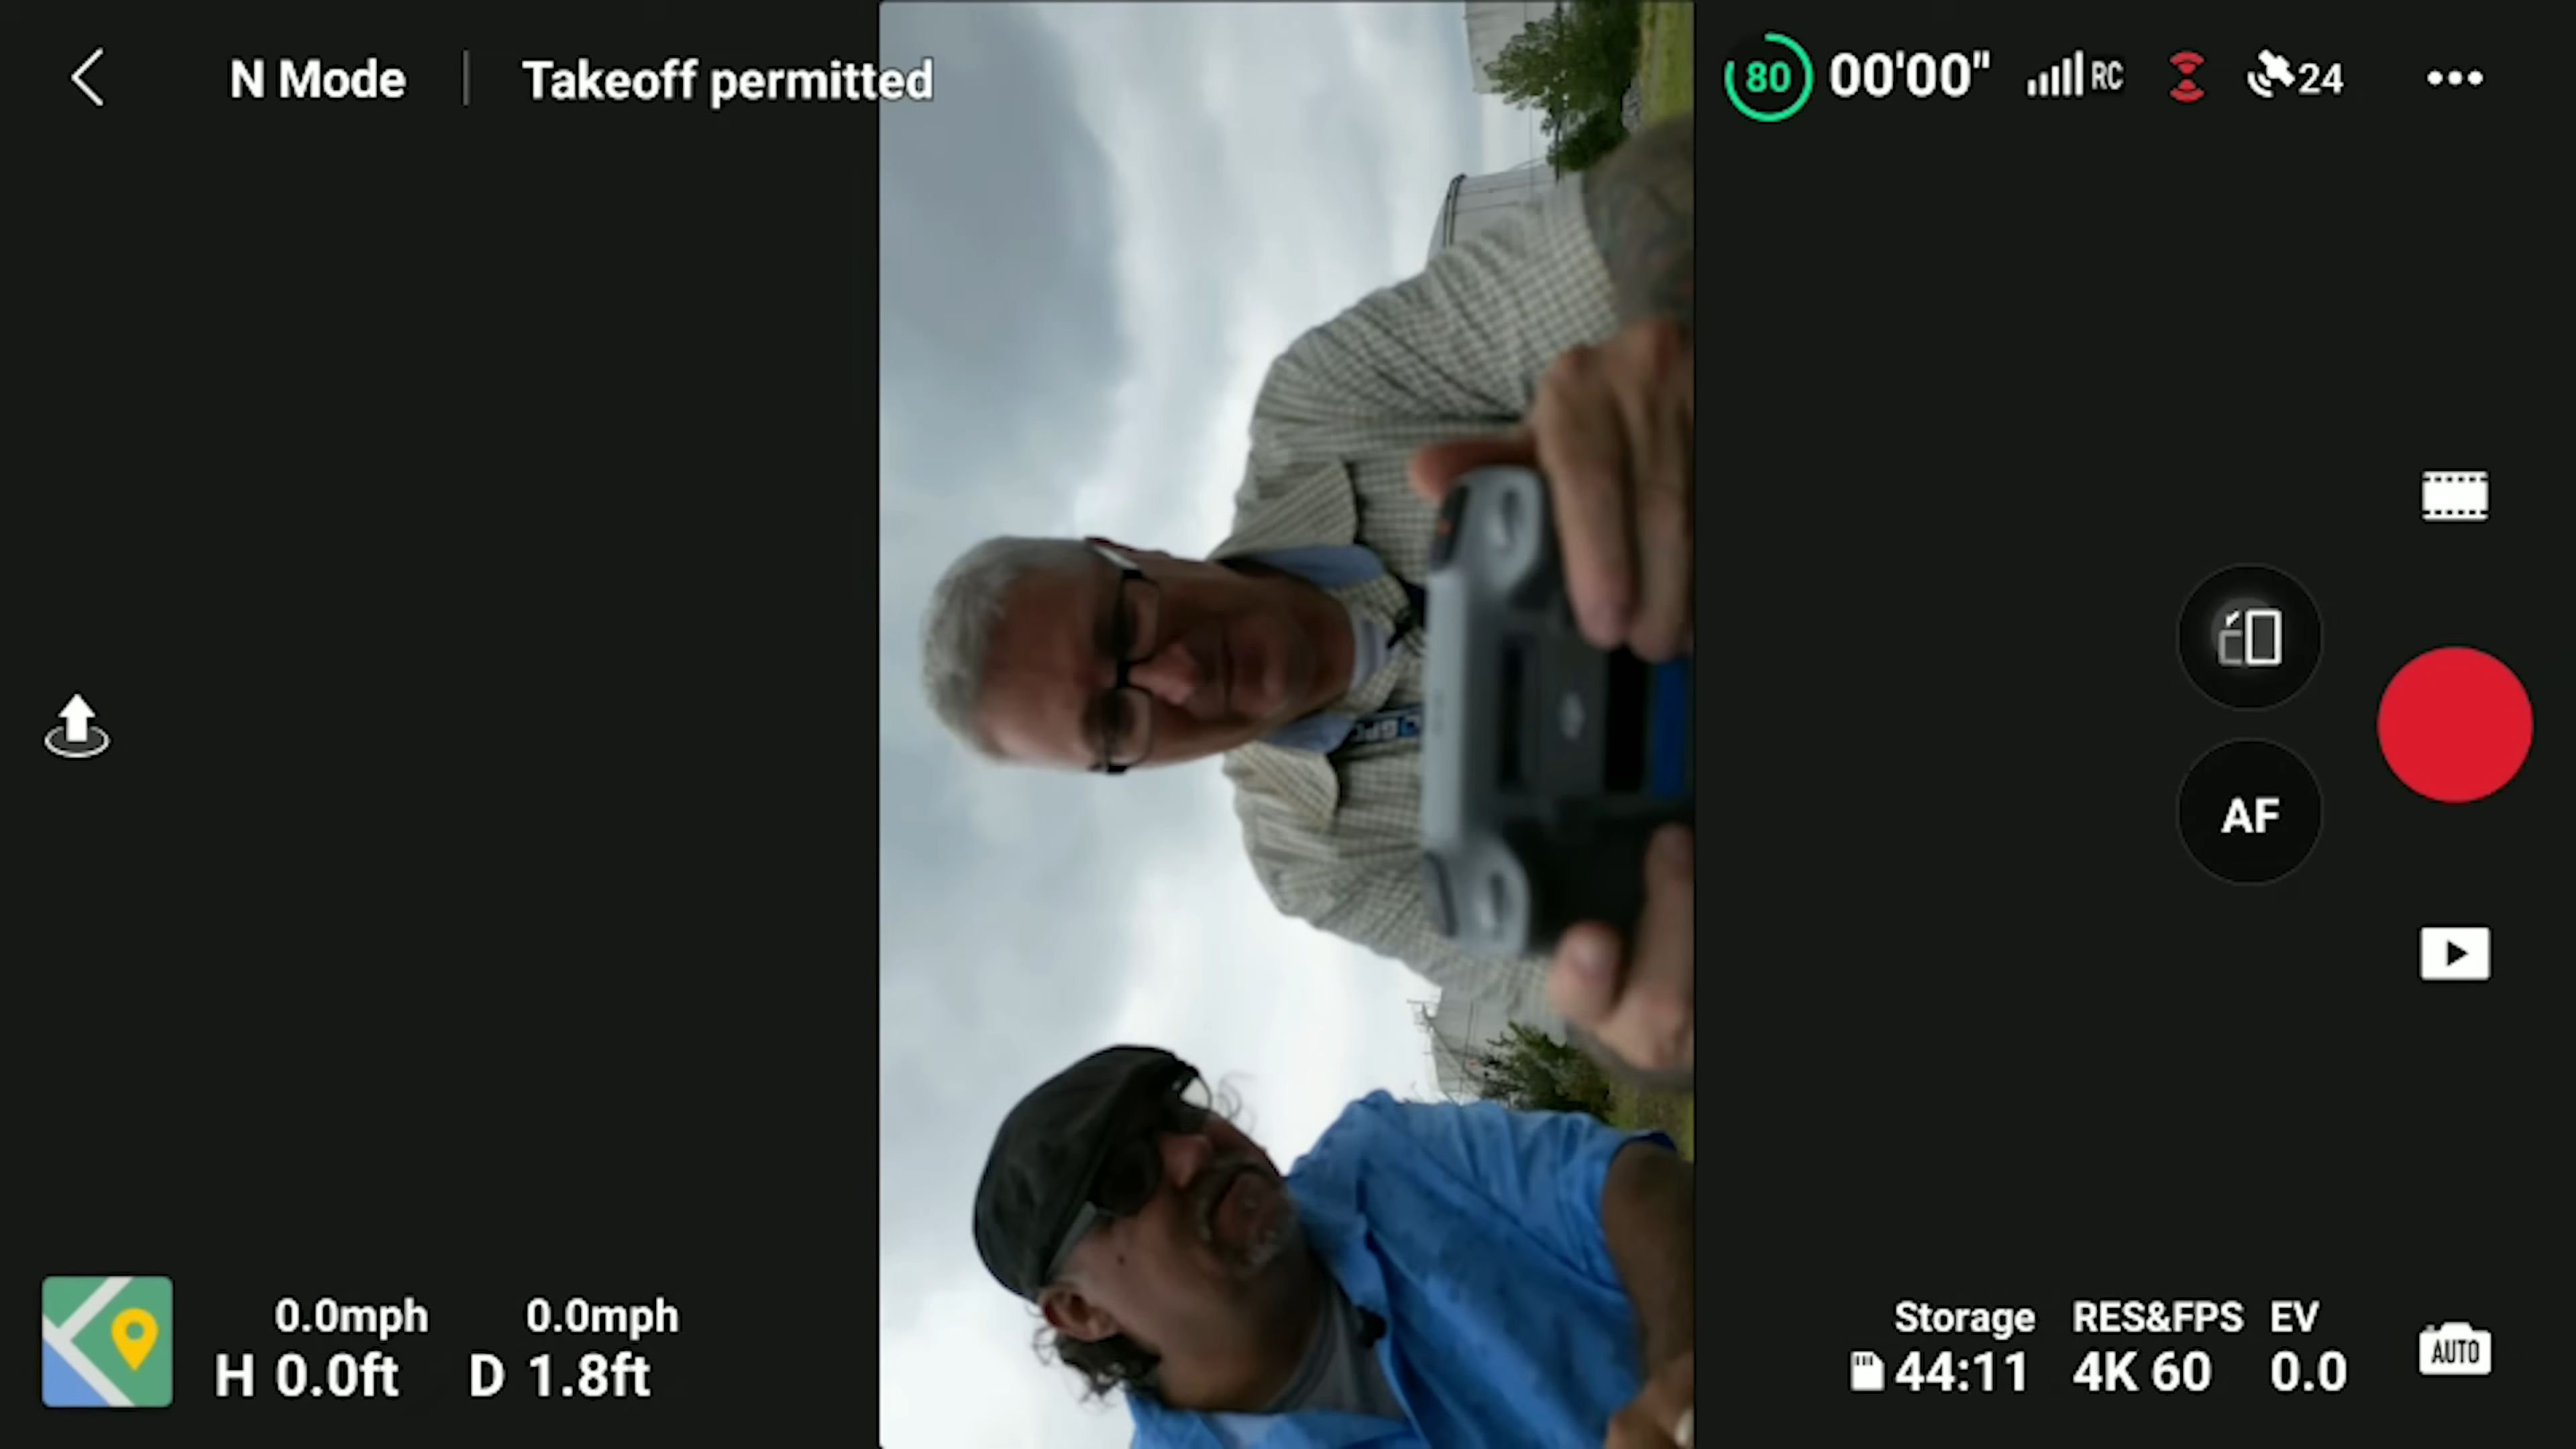 N Mode | Takeoff permitted
80 00'00" RC 24
AF
0.0mph 0.0mph
H 0.0ft D 1.8ft
Storage RES&FPS EV
44:11 4K 60 0.0
AUTO